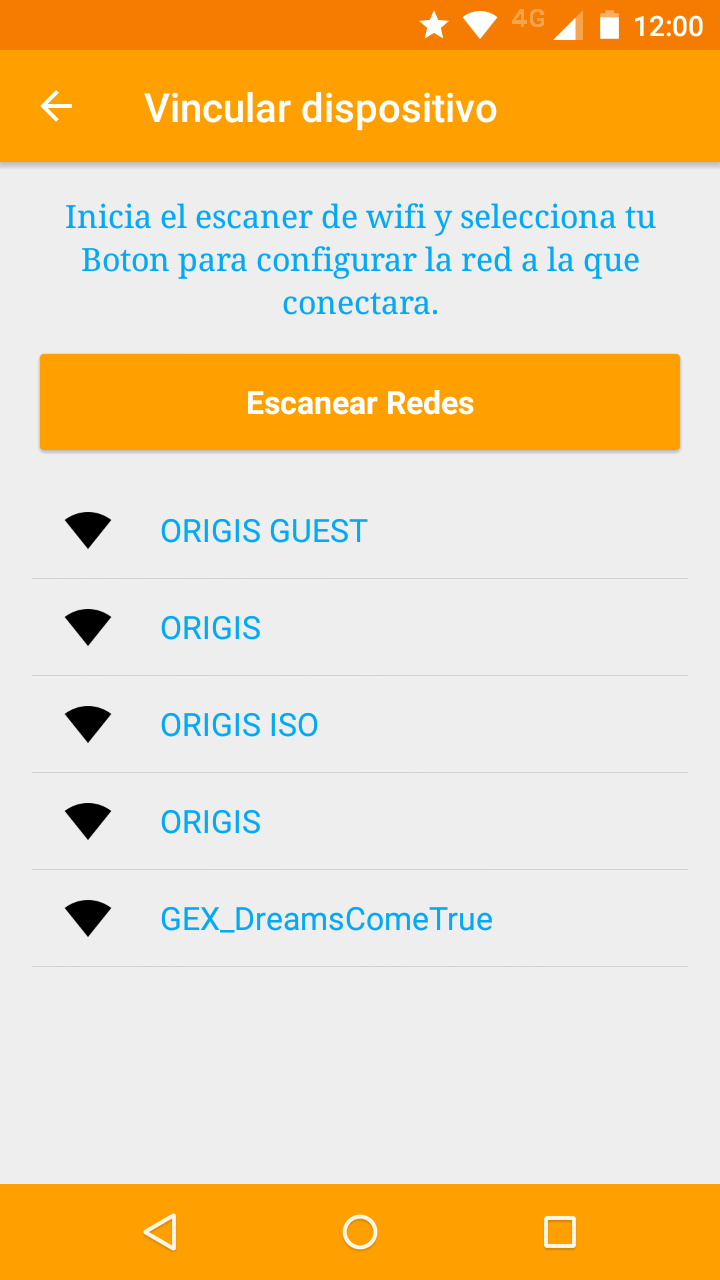 4G 12:00
Vincular dispositivo
Inicia el escaner de wifi y selecciona tu
Boton para configurar la red a la que
conectara.
Escanear Redes
ORIGIS GUEST
ORIGIS
ORIGIS ISO
ORIGIS
GEX_DreamsComeTrue